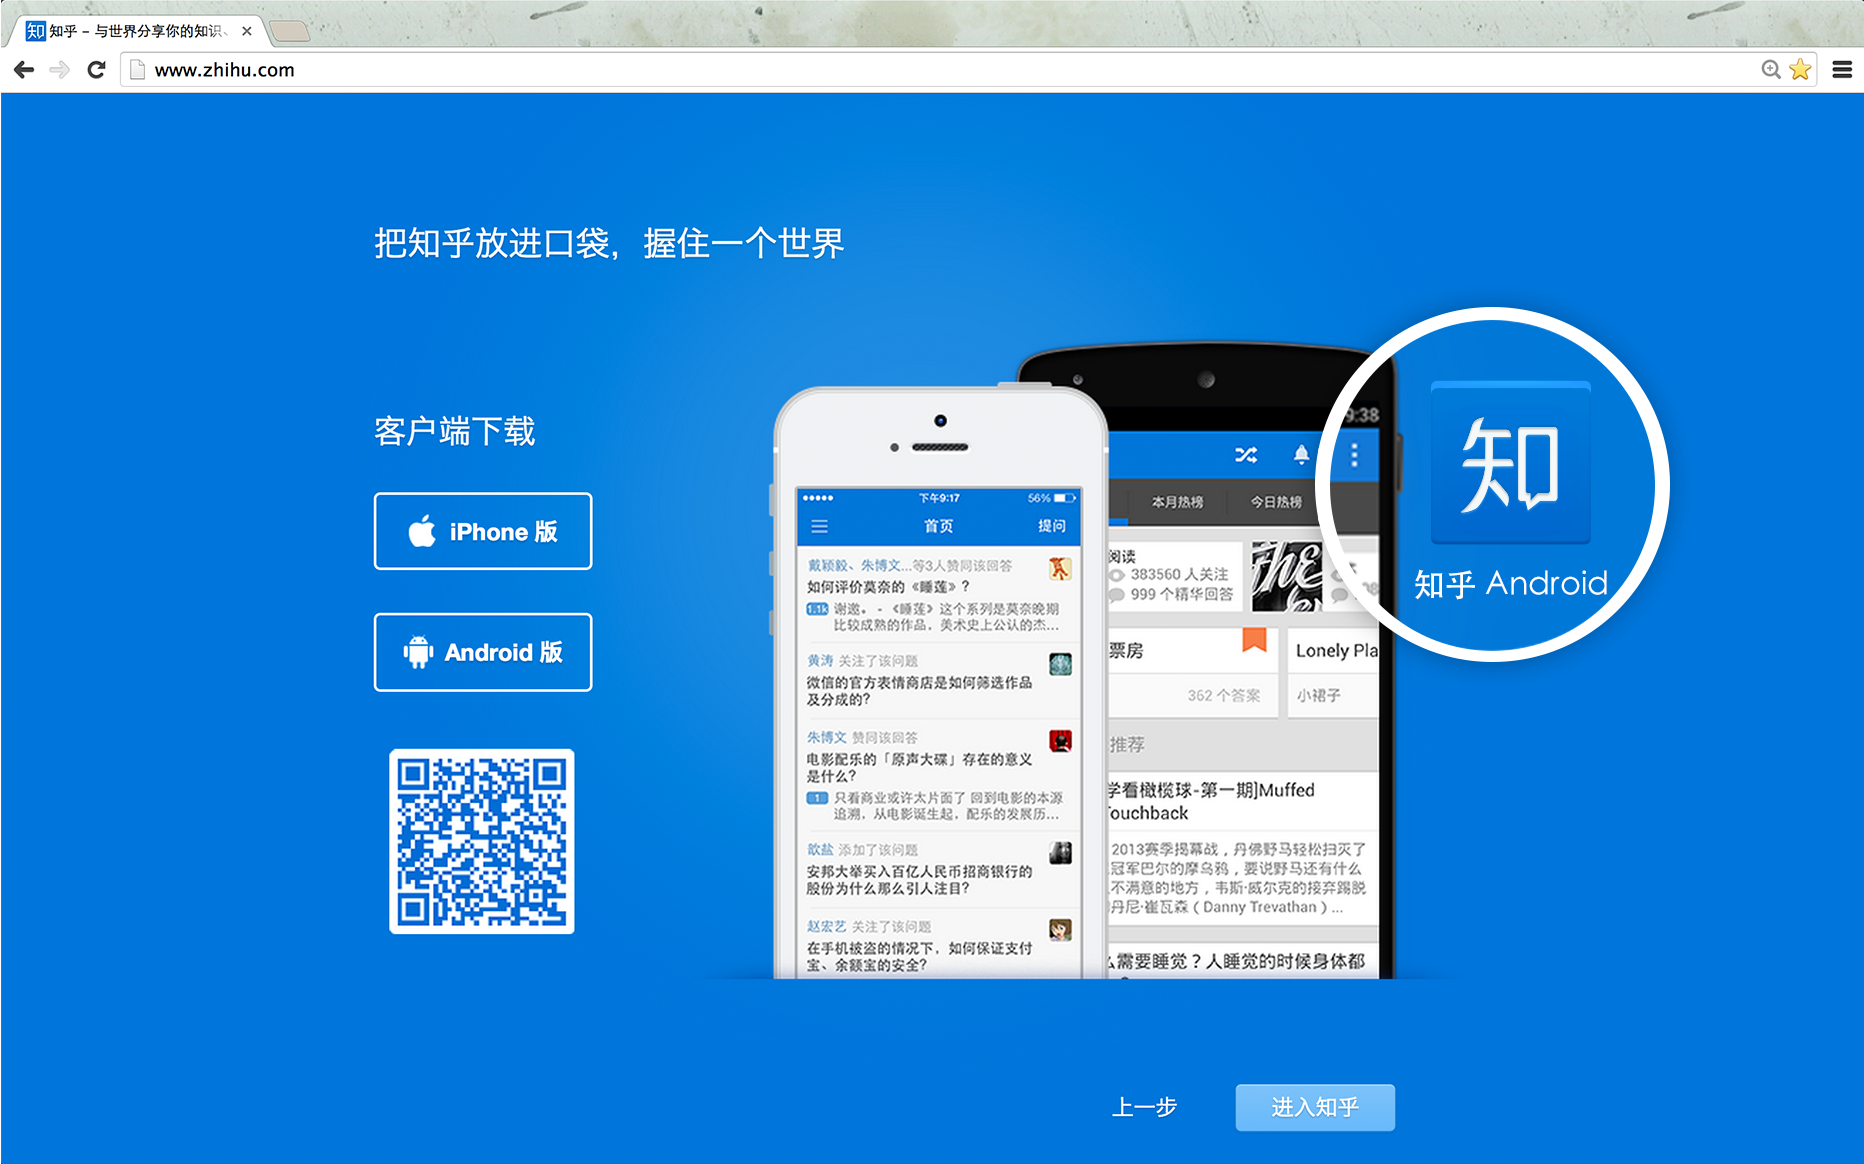 知 知乎 - 与世界分享你的知识、
www.zhihu.com
把知乎放进口袋，握住一个世界
客户端下载
iPhone 版
Android 版
下午9:17
56%
首页
提问
戴颖毅、朱博文...等3人赞同该回答
如何评价莫奈的《睡莲》？
1.1k 谢邀。 - 《睡莲》这个系列是莫奈晚期
比较成熟的作品，美术史上公认的杰...
黄涛 关注了该问题
微信的官方表情商店是如何筛选作品
及分成的？
朱博文 赞同该回答
电影配乐的「原声大碟」存在的意义
是什么？
1 只看商业或许太片面了 回到电影的本源
追溯，从电影诞生起，配乐的发展历...
歆盐 添加了该问题
安邦大举买入百亿人民币招商银行的
股份为什么那么引人注目？
赵宏艺 关注了该问题
在手机被盗的情况下，如何保证支付
宝、余额宝的安全？
9:38
本月热榜
今日热榜
阅读
383560 人关注
999 个精华回答
票房
362 个答案
Lonely Pla
小裙子
推荐
学看橄榄球-第一期]Muffed
Touchback
2013赛季揭幕战，丹佛野马轻松扫灭了
冠军巴尔的摩乌鸦，要说野马还有什么
不满意的地方，韦斯·威尔克的接弃踢脱
丹尼·崔瓦森（Danny Trevathan）...
么需要睡觉？人睡觉的时候身体都
知
知乎 Android
上一步
进入知乎